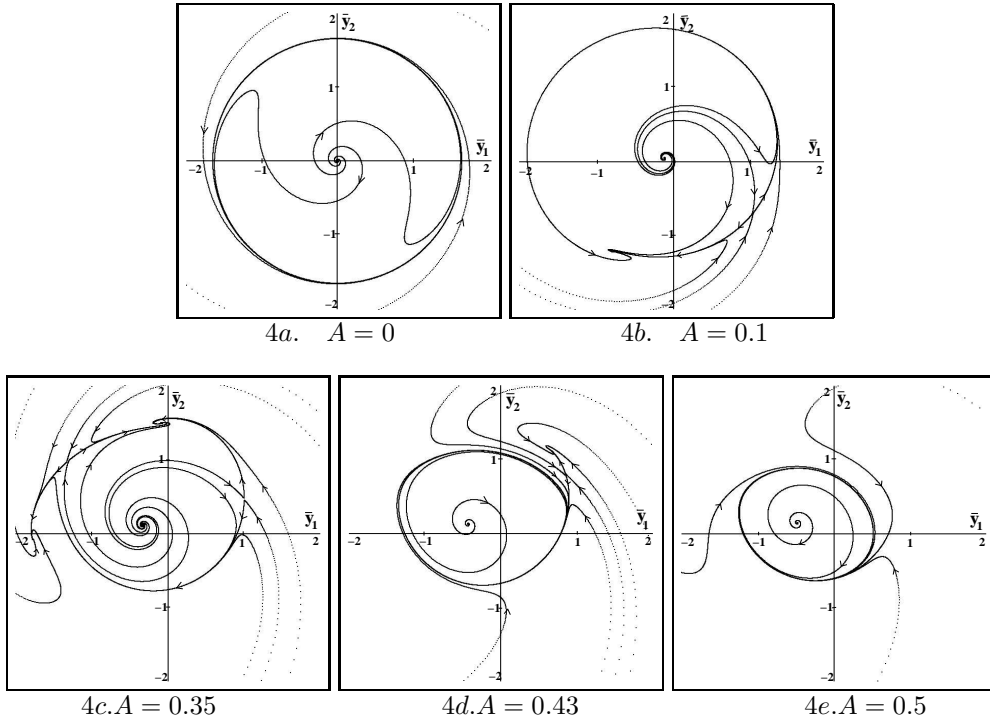 2 ȳ₂
1
ȳ₁
−2 −1 1 2
−1
−2
4a. A = 0
2 ȳ₂
1
ȳ₁
−2 −1 1 2
−1
−2
4b. A = 0.1
2
ȳ₂
1
ȳ₁
−2 −1 1 2
−1
−2
4c.A = 0.35
2
ȳ₂
1
ȳ₁
−2 −1 1 2
−1
−2
4d.A = 0.43
2
ȳ₂
1
ȳ₁
−2 −1 1 2
−1
−2
4e.A = 0.5